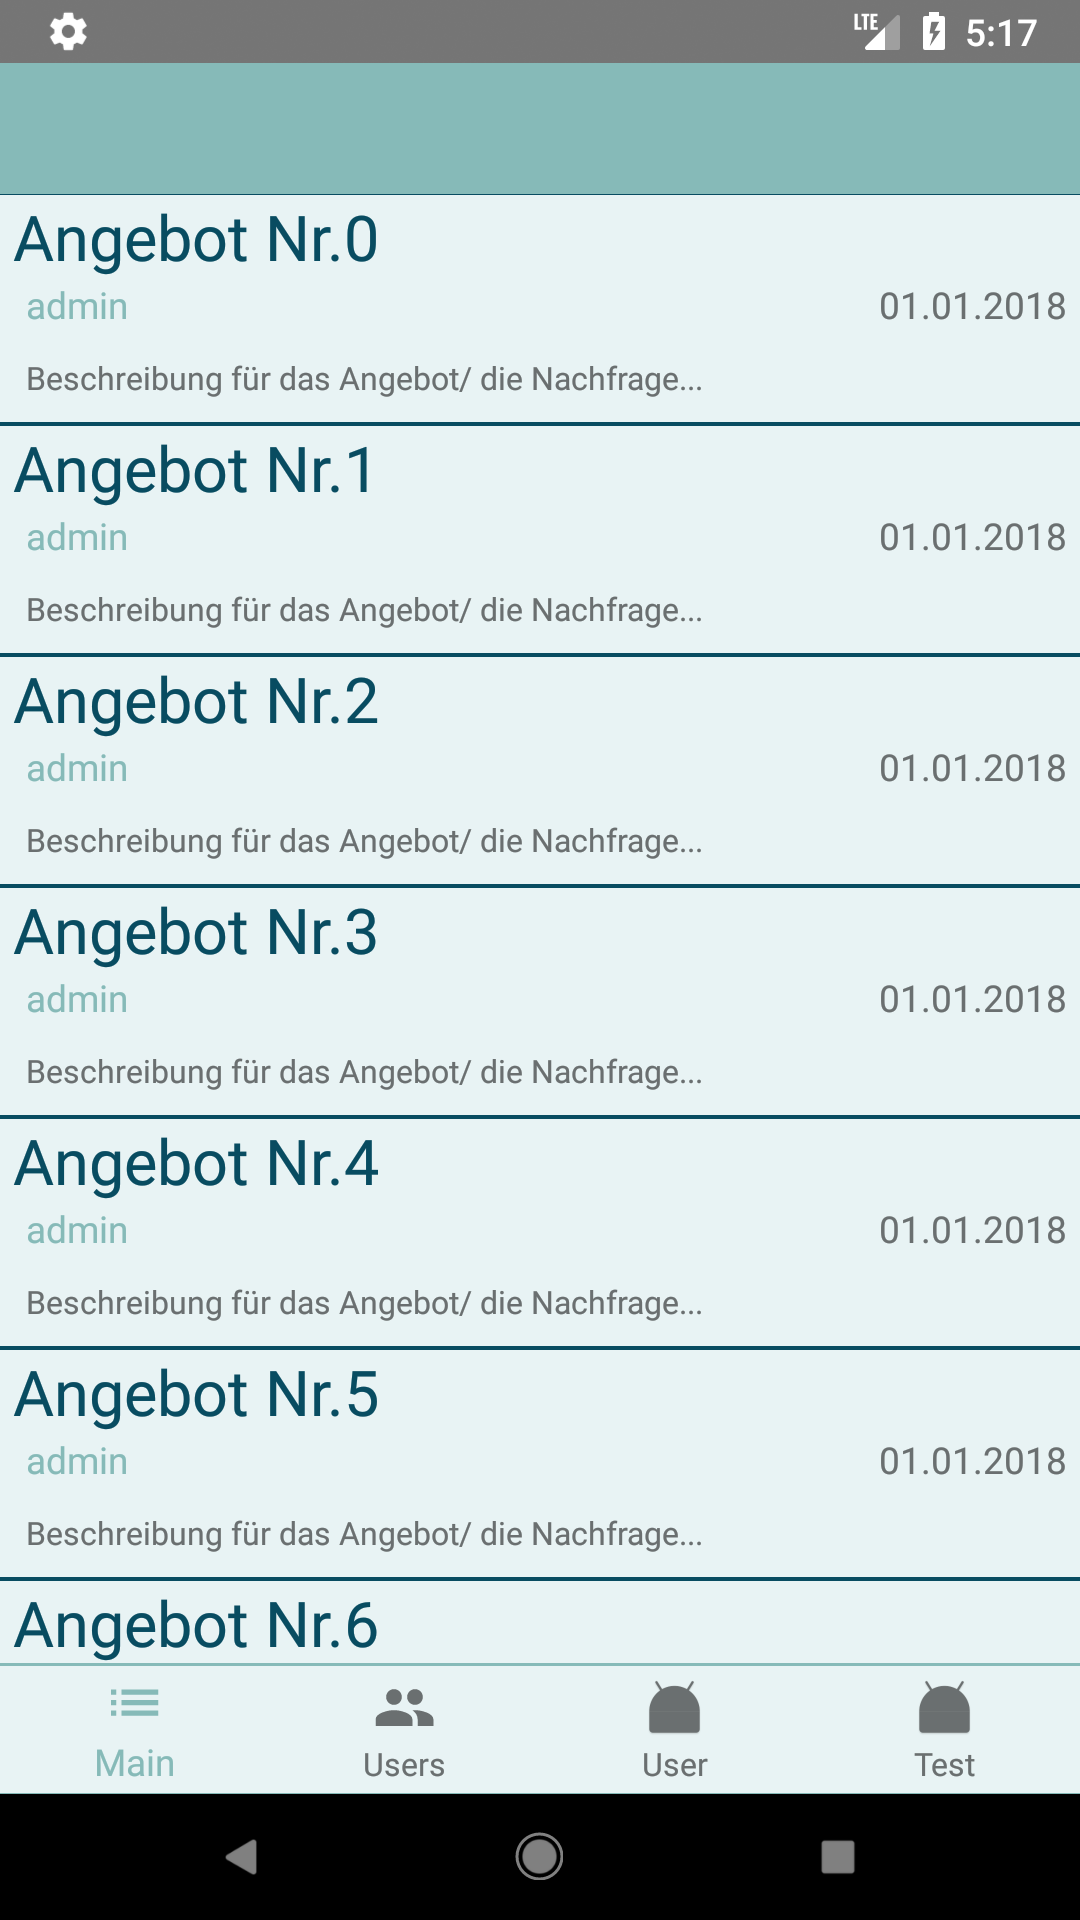 LTE 5:17
Angebot Nr.0
admin 01.01.2018
Beschreibung für das Angebot/ die Nachfrage...
Angebot Nr.1
admin 01.01.2018
Beschreibung für das Angebot/ die Nachfrage...
Angebot Nr.2
admin 01.01.2018
Beschreibung für das Angebot/ die Nachfrage...
Angebot Nr.3
admin 01.01.2018
Beschreibung für das Angebot/ die Nachfrage...
Angebot Nr.4
admin 01.01.2018
Beschreibung für das Angebot/ die Nachfrage...
Angebot Nr.5
admin 01.01.2018
Beschreibung für das Angebot/ die Nachfrage...
Angebot Nr.6
Main Users User Test